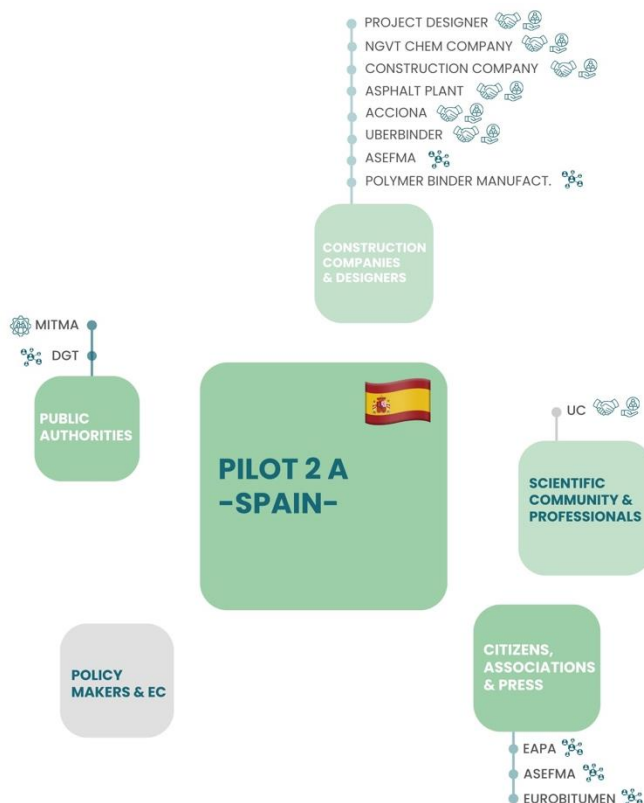 PROJECT DESIGNER
NGVT CHEM COMPANY
CONSTRUCTION COMPANY
ASPHALT PLANT
ACCIONA
UBERBINDER
ASEFMA
POLYMER BINDER MANUFACT.
CONSTRUCTION
COMPANIES
& DESIGNERS
MITMA
DGT
PUBLIC
AUTHORITIES
PILOT 2 A
-SPAIN-
UC
SCIENTIFIC
COMMUNITY &
PROFESSIONALS
POLICY
MAKERS & EC
CITIZENS,
ASSOCIATIONS
& PRESS
EAPA
ASEFMA
EUROBITUMEN